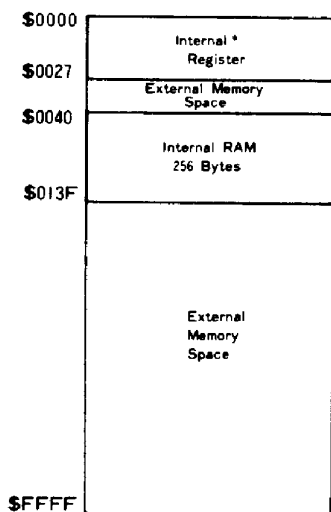 $0000
Internal *
Register
$0027
External Memory
Space
$0040
Internal RAM
256 Bytes
$013F
External
Memory
Space
$FFFF